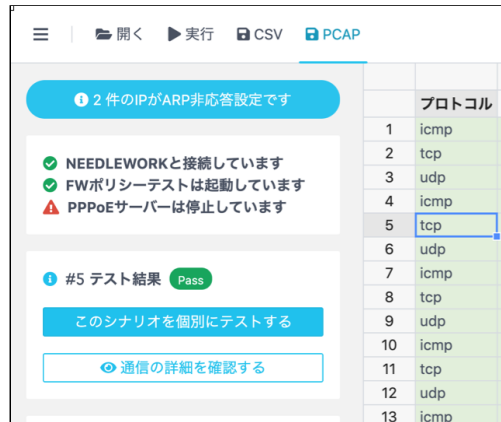 開く 実行 CSV PCAP
2 件のIPがARP非応答設定です
NEEDLEWORKと接続しています
FWポリシーテストは起動しています
PPPoEサーバーは停止しています
#5 テスト結果 Pass
このシナリオを個別にテストする
通信の詳細を確認する
プロトコル
1 icmp
2 tcp
3 udp
4 icmp
5 tcp
6 udp
7 icmp
8 tcp
9 udp
10 icmp
11 tcp
12 udp
13 icmp